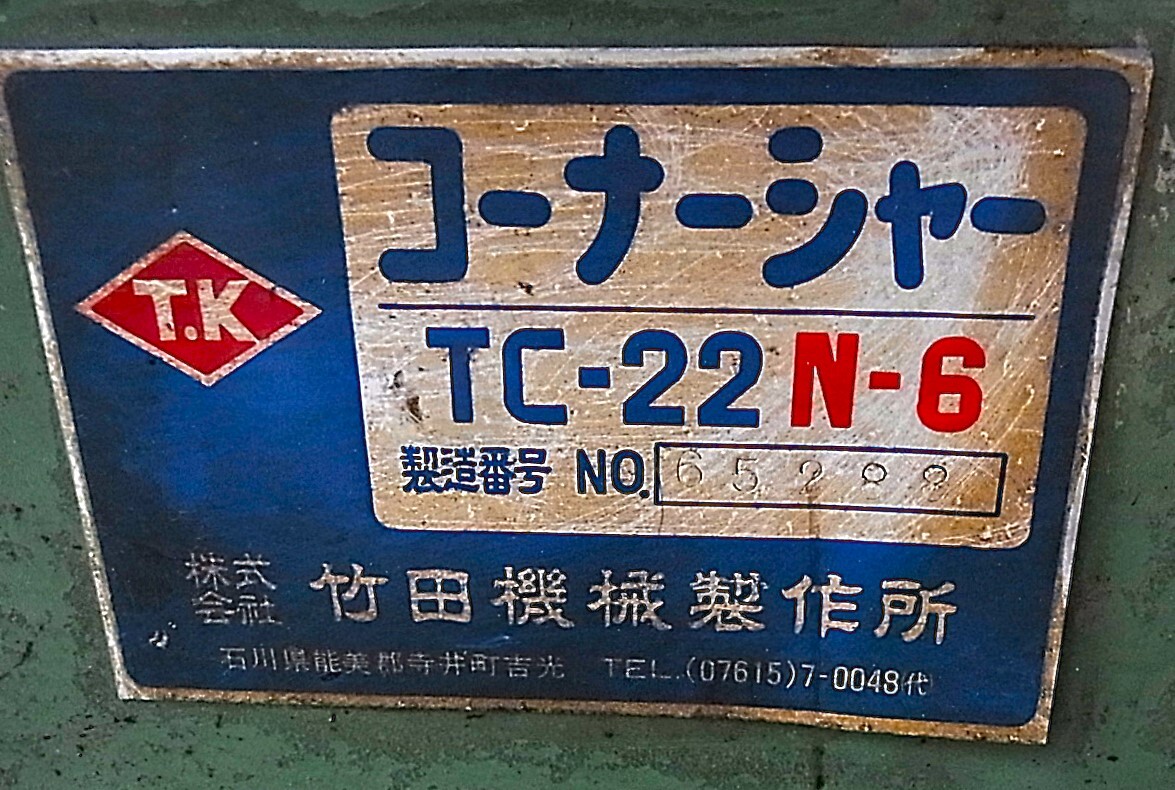 コーナーシャー
T.K
TC-22 N-6
製造番号 NO. 65289
株式会社 竹田機械製作所
石川県能美郡寺井町吉光 TEL.(07615)7-0048代